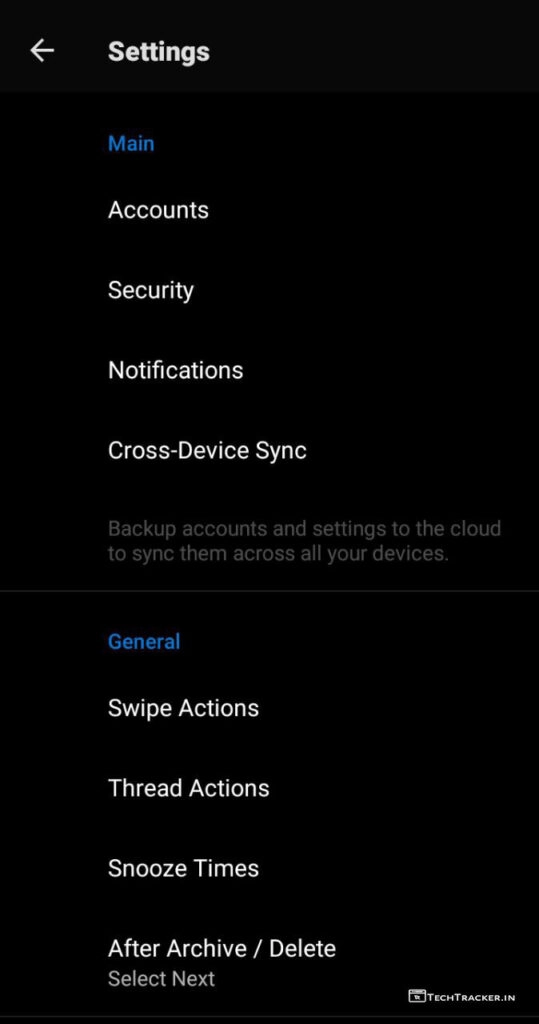 Settings
Main
Accounts
Security
Notifications
Cross-Device Sync
Backup accounts and settings to the cloud
to sync them across all your devices.
General
Swipe Actions
Thread Actions
Snooze Times
After Archive / Delete
Select Next
TechTracker.in